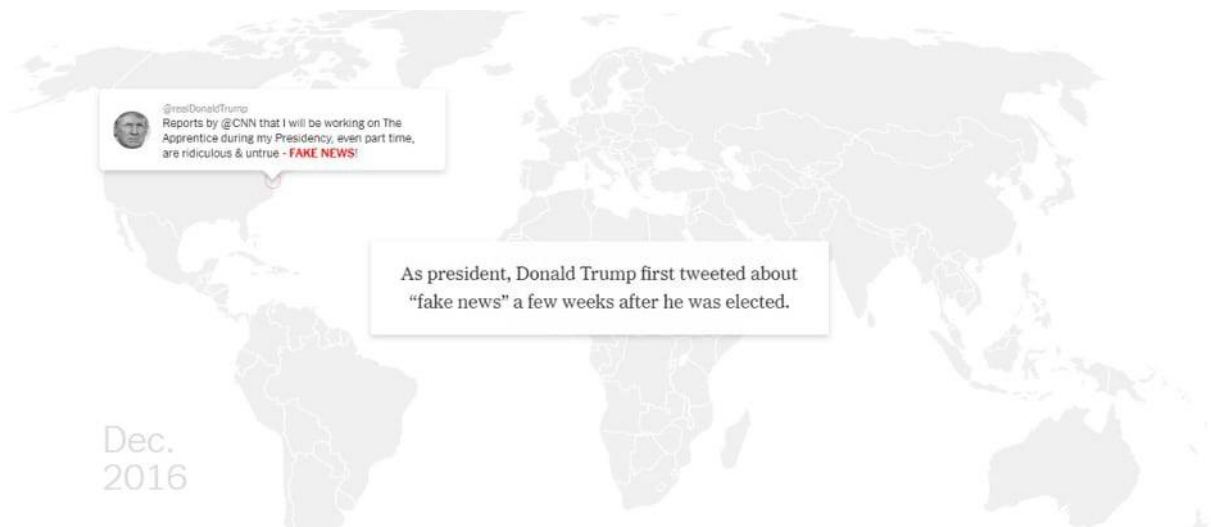 @realDonaldTrump
Reports by @CNN that I will be working on The
Apprentice during my Presidency, even part time,
are ridiculous & untrue - FAKE NEWS!
As president, Donald Trump first tweeted about
“fake news” a few weeks after he was elected.
Dec.
2016